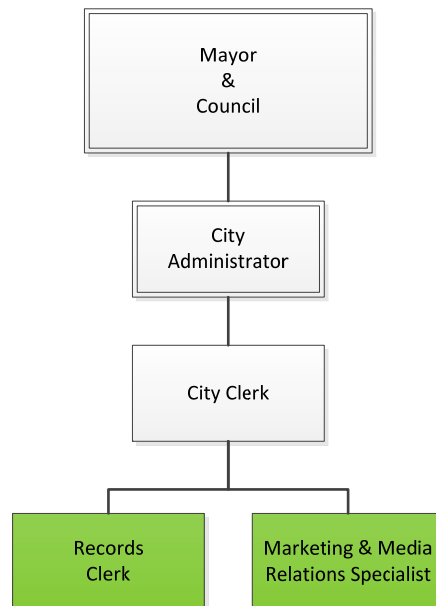 Mayor
&
Council
City
Administrator
City Clerk
Records
Clerk
Marketing & Media
Relations Specialist